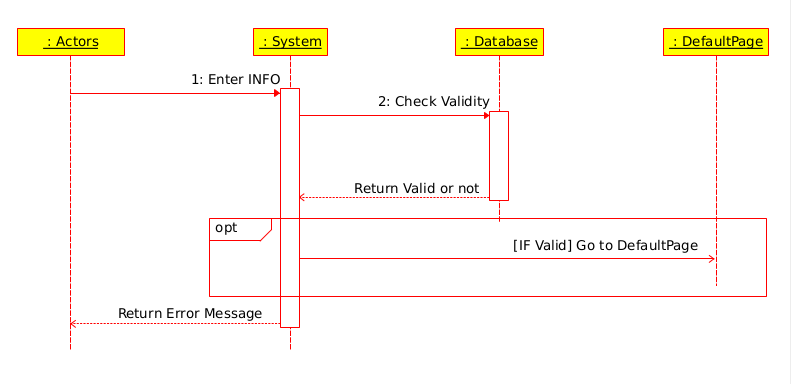 : Actors
: System
: Database
: DefaultPage
1: Enter INFO
2: Check Validity
Return Valid or not
opt
[IF Valid] Go to DefaultPage
Return Error Message